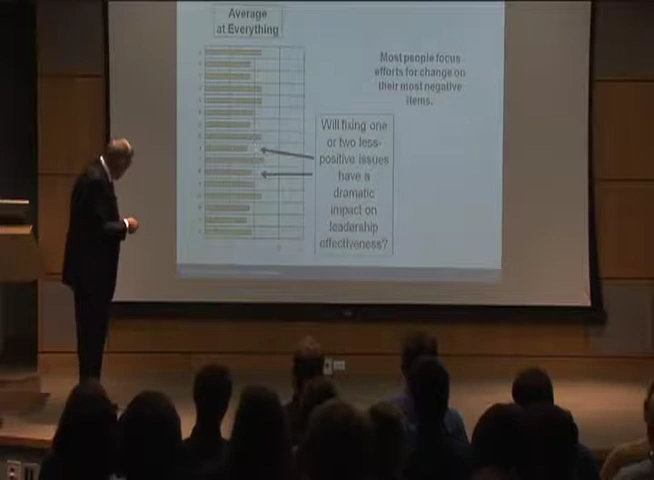 Average
at Everything
Most people focus
efforts for change on
their most negative
items.
Will fixing one
or two less-
positive issues
have a
dramatic
impact on
leadership
effectiveness?